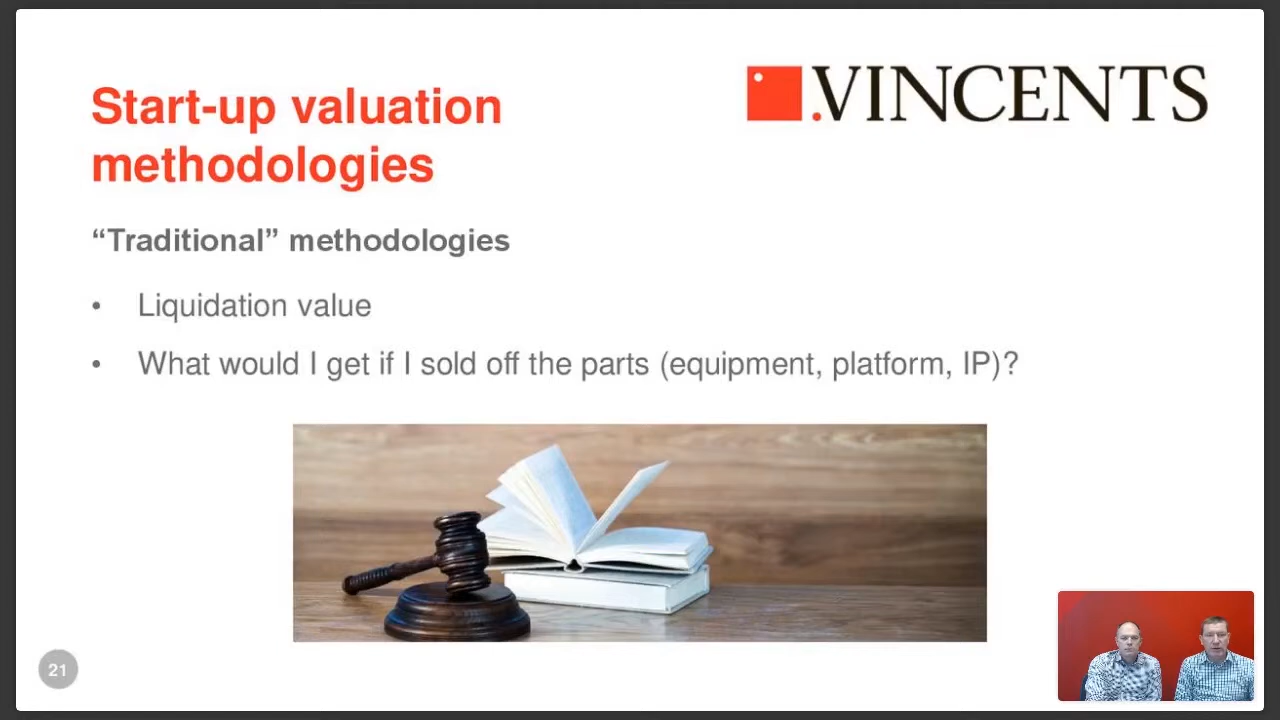 .VINCENTS
Start-up valuation
methodologies
“Traditional” methodologies
• Liquidation value
• What would I get if I sold off the parts (equipment, platform, IP)?
21